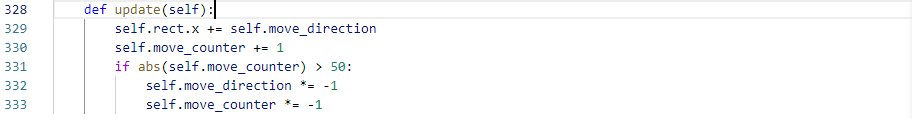 328 def update(self):
329 self.rect.x += self.move_direction
330 self.move_counter += 1
331 if abs(self.move_counter) > 50:
332 self.move_direction *= -1
333 self.move_counter *= -1